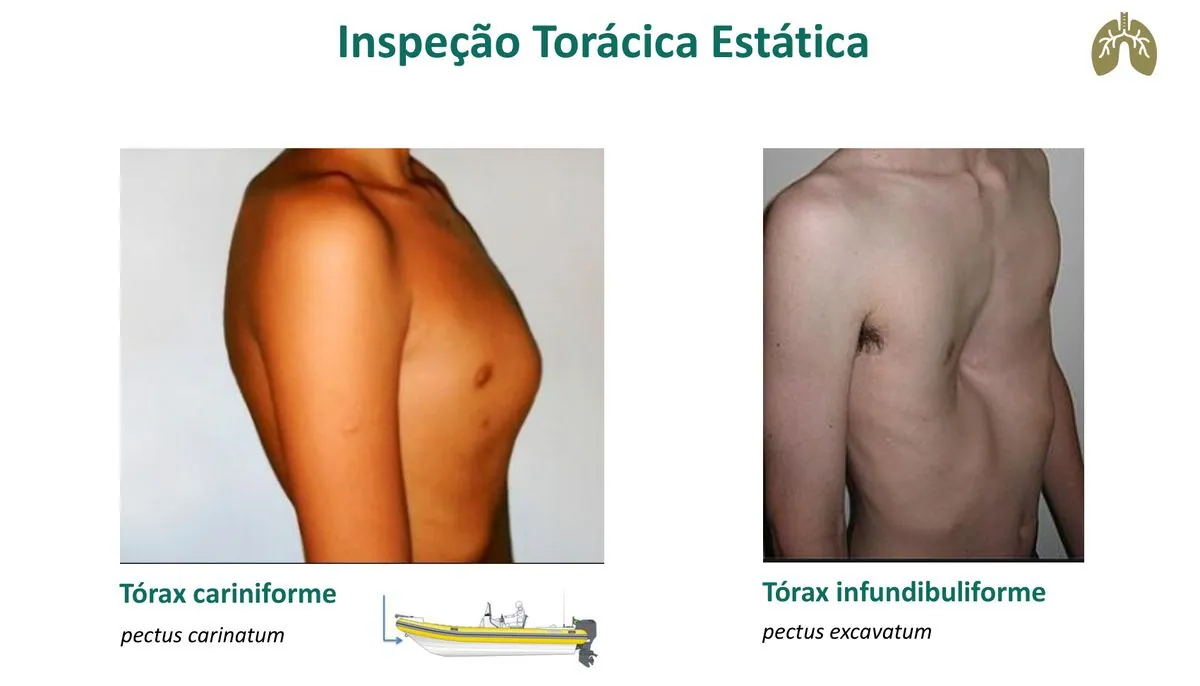 Inspeção Torácica Estática
Tórax cariniforme
pectus carinatum
Tórax infundibuliforme
pectus excavatum